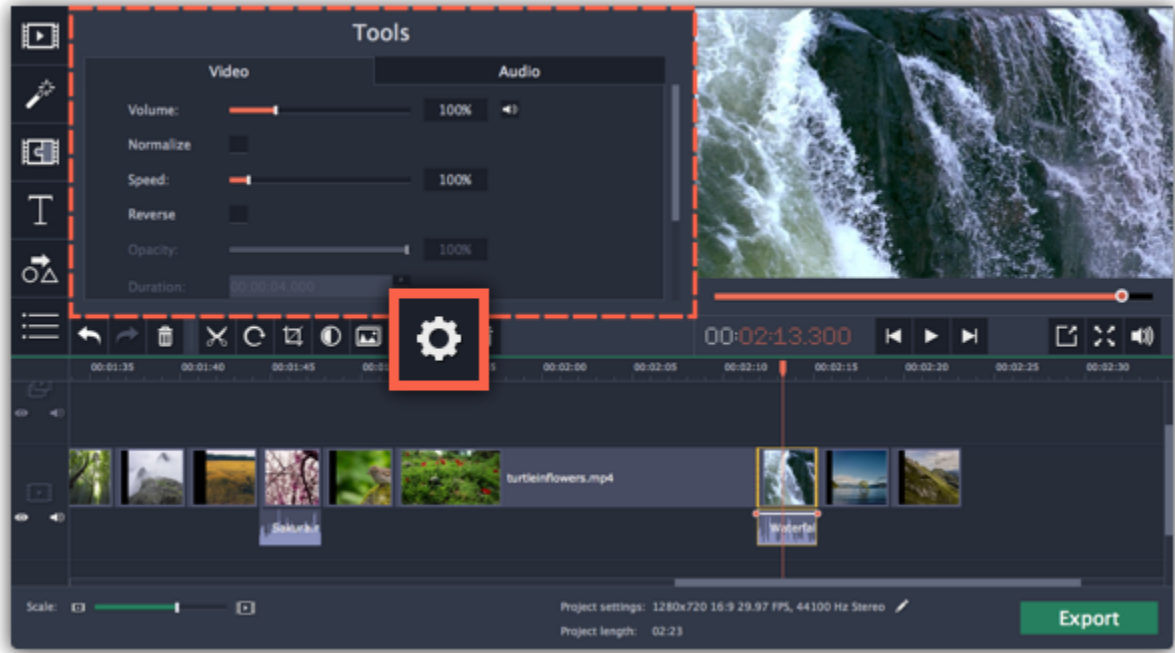 Tools
Video Audio
Volume: 100%
Normalize
Speed: 100%
Reverse
Opacity: 100%
Duration: 00:00:04.000
00:02:13.300
00:01:35 00:01:40 00:01:45 00:02:00 00:02:05 00:02:10 00:02:15 00:02:20 00:02:25 00:02:30
turtleinflowers.mp4
Sakura.r Waterfal
Scale: Project settings: 1280x720 16:9 29.97 FPS, 44100 Hz Stereo
Project length: 02:23
Export